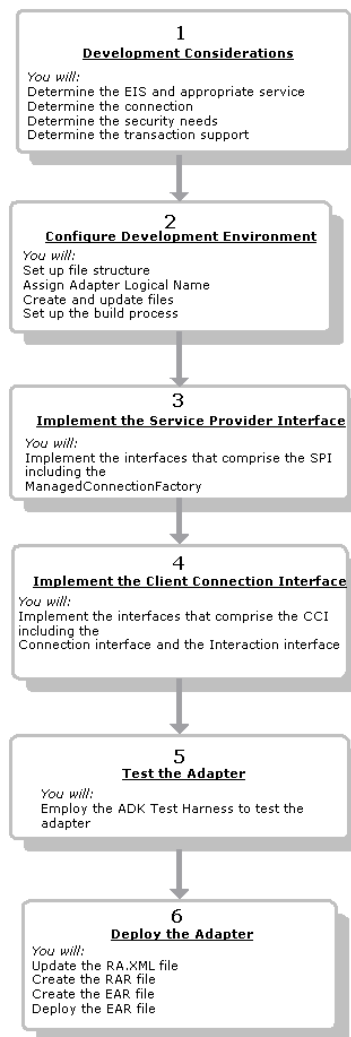 1
Development Considerations
You will:
Determine the EIS and appropriate service
Determine the connection
Determine the security needs
Determine the transaction support
2
Configure Development Environment
You will:
Set up file structure
Assign Adapter Logical Name
Create and update files
Set up the build process
3
Implement the Service Provider Interface
You will:
Implement the interfaces that comprise the SPI
including the
ManagedConnectionFactory
4
Implement the Client Connection Interface
You will:
Implement the interfaces that comprise the CCI
including the
Connection interface and the Interaction interface
5
Test the Adapter
You will:
Employ the ADK Test Harness to test the
adapter
6
Deploy the Adapter
You will:
Update the RA.XML file
Create the RAR file
Create the EAR file
Deploy the EAR file